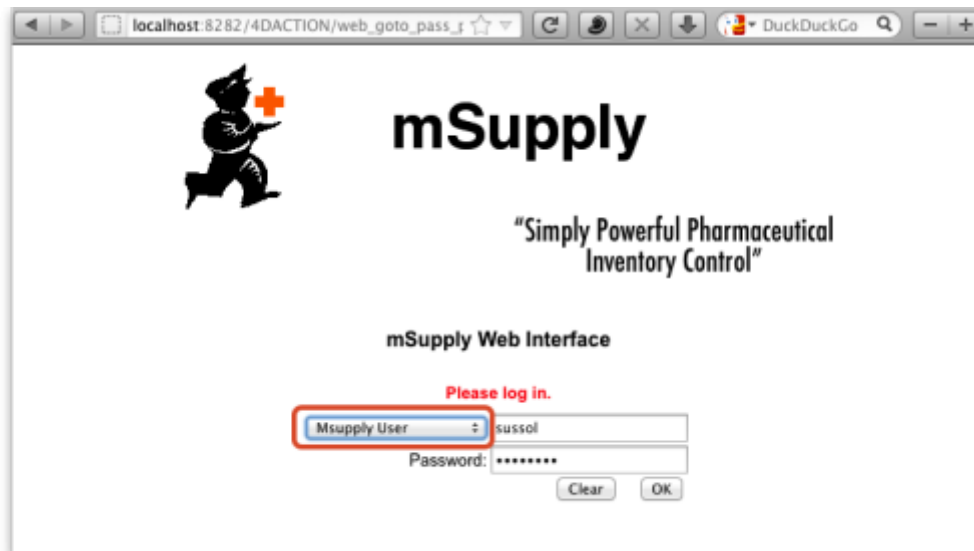 localhost:8282/4DACTION/web_goto_pass_
DuckDuckGo
mSupply
"Simply Powerful Pharmaceutical
Inventory Control"
mSupply Web Interface
Please log in.
Msupply User
sussol
Password: ••••••••
Clear
OK